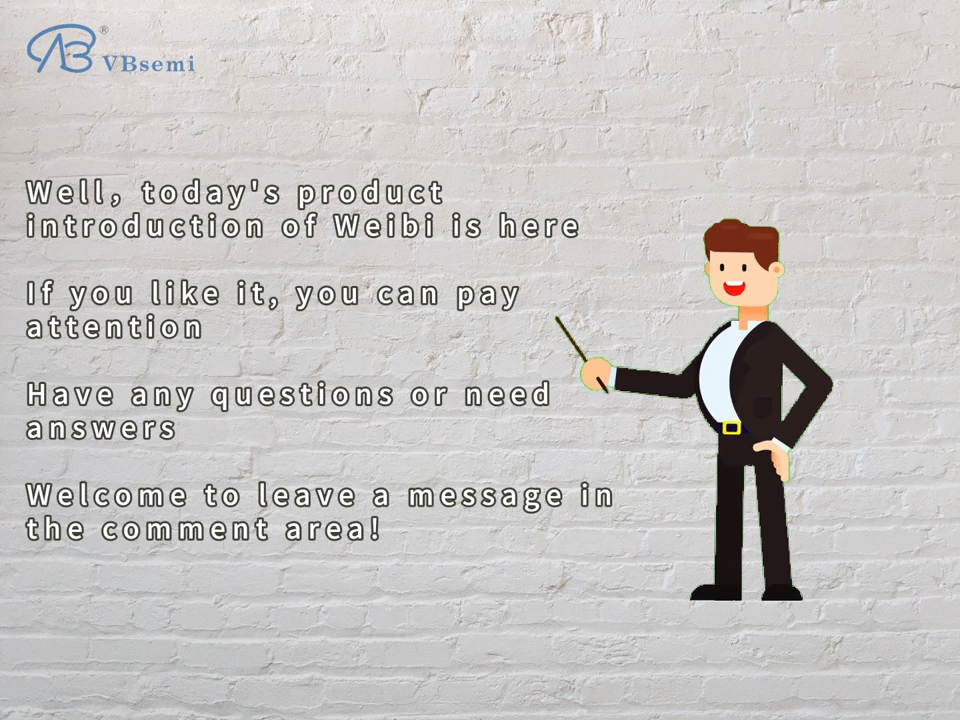 VBsemi
Well, today's product
introduction of Weibi is here
If you like it, you can pay
attention
Have any questions or need
answers
Welcome to leave a message in
the comment area!